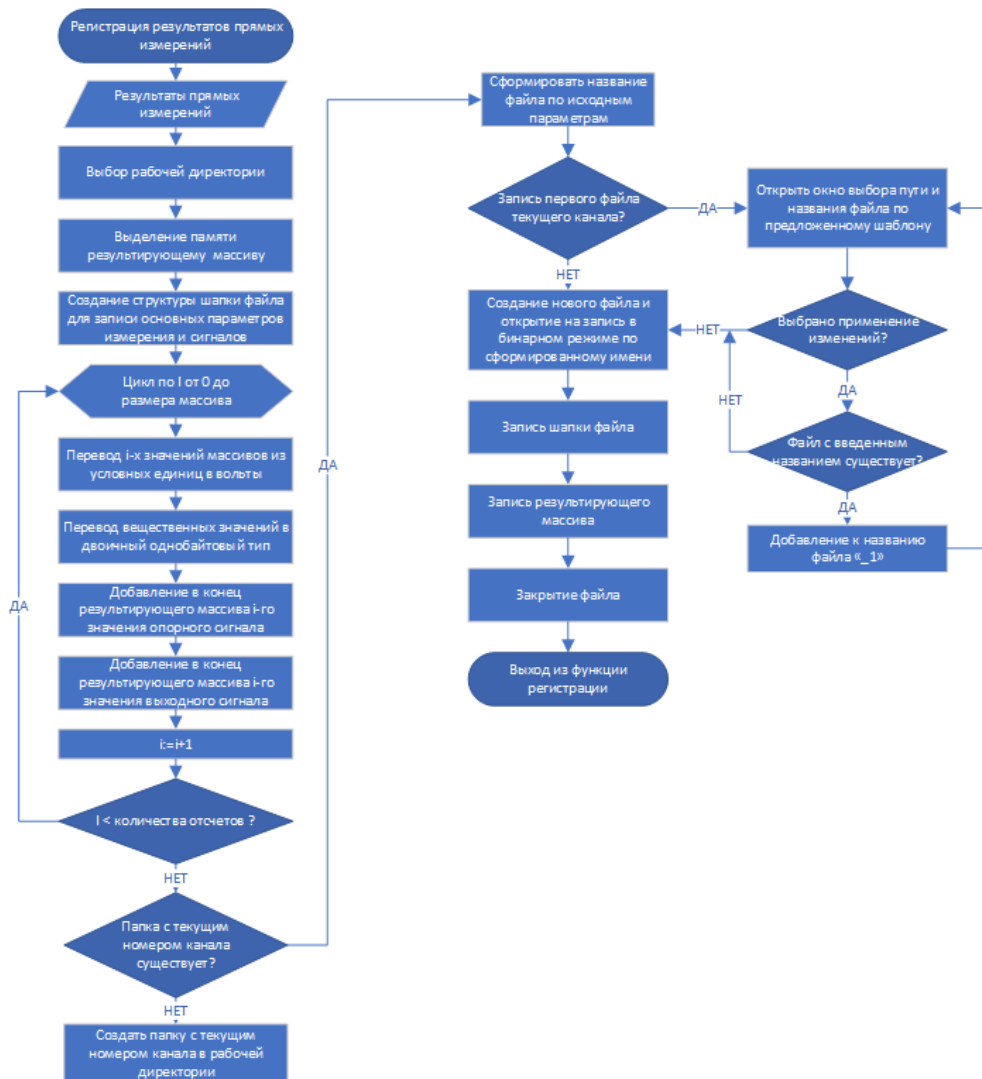 Регистрация результатов прямых
измерений
Результаты прямых
измерений
Выбор рабочей директории
Выделение памяти
результирующему массиву
Создание структуры шапки файла
для записи основных параметров
измерения и сигналов
Цикл по I от 0 до
размера массива
Перевод i-х значений массивов из
условных единиц в вольты
Перевод вещественных значений в
двоичный однобайтовый тип
Добавление в конец
результирующего массива i-го
значения опорного сигнала
Добавление в конец
результирующего массива i-го
значения выходного сигнала
i:=i+1
I < количества отсчетов ?
ДА
НЕТ
Папка с текущим
номером канала
существует?
ДА
НЕТ
Создать папку с текущим
номером канала в рабочей
директории
Сформировать название
файла по исходным
параметрам
Запись первого файла
текущего канала?
ДА
НЕТ
Создание нового файла и
открытие на запись в
бинарном режиме по
сформированному имени
Запись шапки файла
Запись результирующего
массива
Закрытие файла
Выход из функции
регистрации
Открыть окно выбора пути и
названия файла по
предложенному шаблону
Выбрано применение
изменений?
НЕТ
ДА
Файл с введенным
названием существует?
НЕТ
ДА
Добавление к названию
файла «_1»